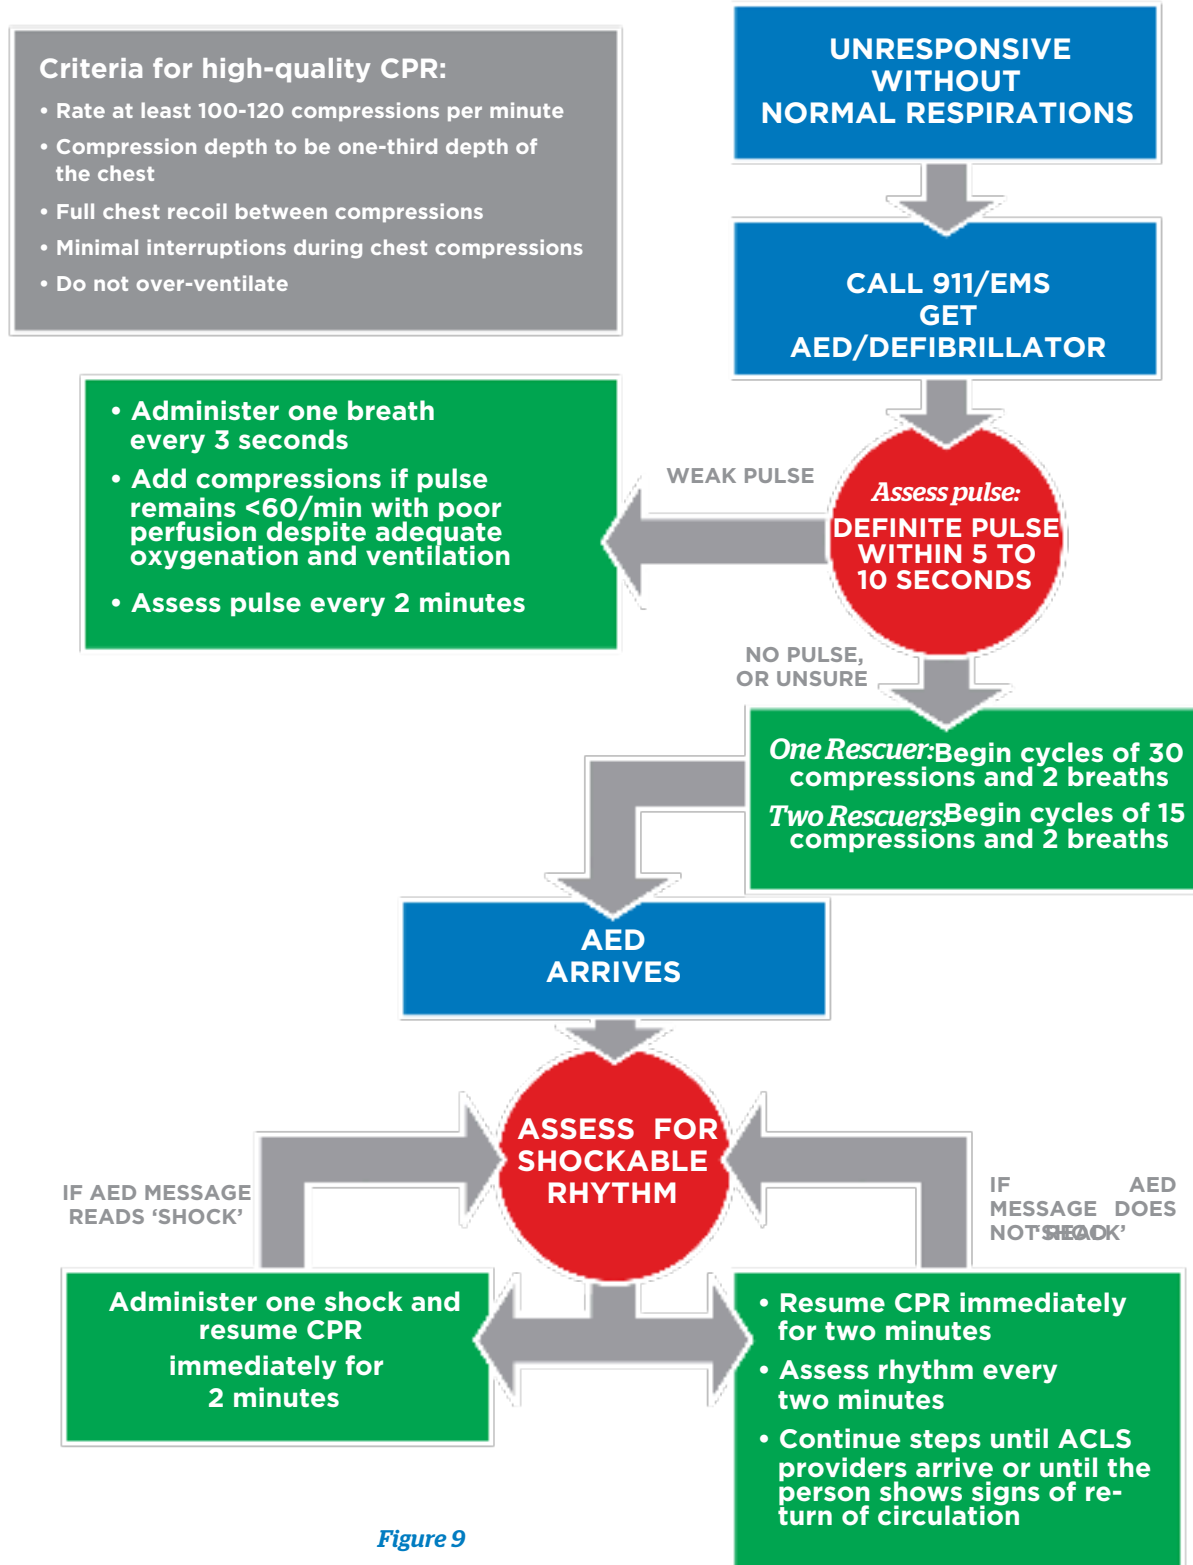 Criteria for high-quality CPR:
• Rate at least 100-120 compressions per minute
• Compression depth to be one-third depth of
the chest
• Full chest recoil between compressions
• Minimal interruptions during chest compressions
• Do not over-ventilate
UNRESPONSIVE
WITHOUT
NORMAL RESPIRATIONS
CALL 911/EMS
GET
AED/DEFIBRILLATOR
Assess pulse:
DEFINITE PULSE
WITHIN 5 TO
10 SECONDS
WEAK PULSE
• Administer one breath
every 3 seconds
• Add compressions if pulse
remains <60/min with poor
perfusion despite adequate
oxygenation and ventilation
• Assess pulse every 2 minutes
NO PULSE,
OR UNSURE
One Rescuer: Begin cycles of 30
compressions and 2 breaths
Two Rescuers: Begin cycles of 15
compressions and 2 breaths
AED
ARRIVES
ASSESS FOR
SHOCKABLE
RHYTHM
IF AED MESSAGE
READS ‘SHOCK’
Administer one shock and
resume CPR
immediately for
2 minutes
IF AED
MESSAGE DOES
NOT READ ‘SHOCK’
• Resume CPR immediately
for two minutes
• Assess rhythm every
two minutes
• Continue steps until ACLS
providers arrive or until the
person shows signs of re-
turn of circulation
Figure 9